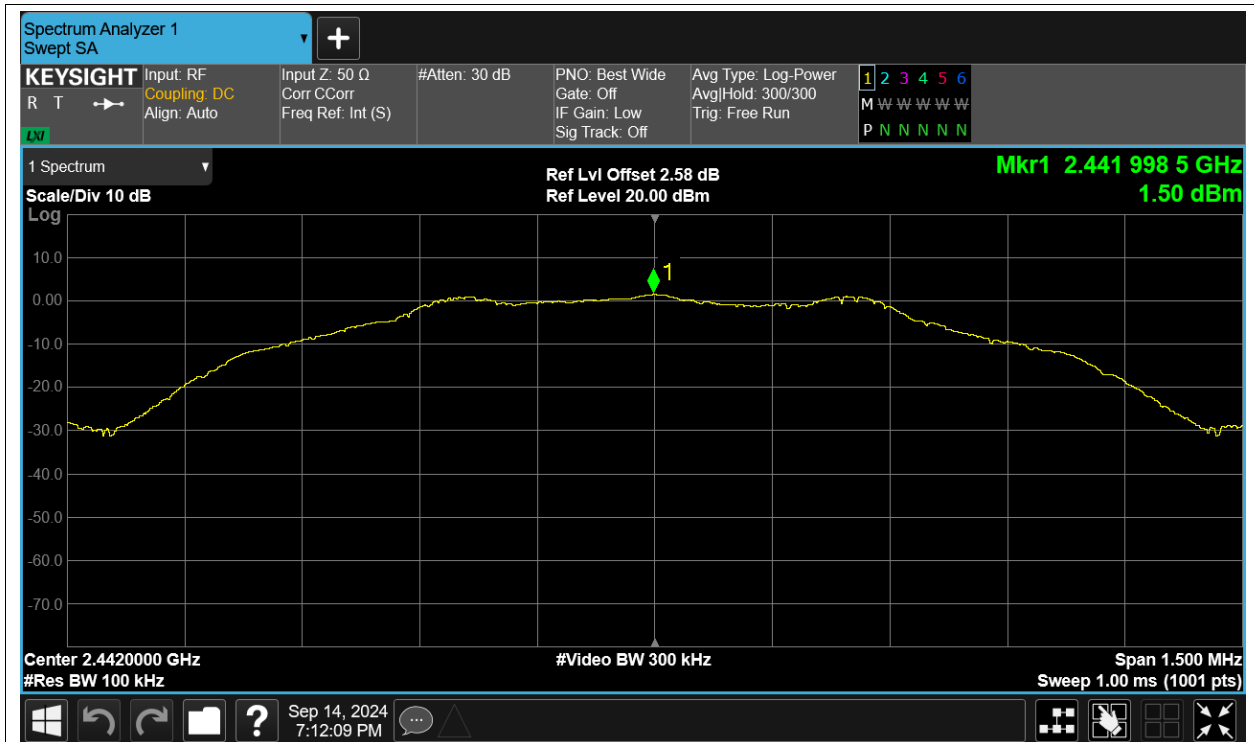 Spectrum Analyzer 1
Swept SA
+
KEYSIGHT
R T
LXI
Input: RF
Coupling: DC
Align: Auto
Input Z: 50 Ω
Corr CCorr
Freq Ref: Int (S)
#Atten: 30 dB
PNO: Best Wide
Gate: Off
IF Gain: Low
Sig Track: Off
Avg Type: Log-Power
Avg|Hold: 300/300
Trig: Free Run
1 2 3 4 5 6
M W W W W W
P N N N N N
1 Spectrum
Scale/Div 10 dB
Log
Ref Lvl Offset 2.58 dB
Ref Level 20.00 dBm
Mkr1 2.441 998 5 GHz
1.50 dBm
1
10.0
0.00
-10.0
-20.0
-30.0
-40.0
-50.0
-60.0
-70.0
Center 2.4420000 GHz
#Res BW 100 kHz
#Video BW 300 kHz
Span 1.500 MHz
Sweep 1.00 ms (1001 pts)
?
Sep 14, 2024
7:12:09 PM